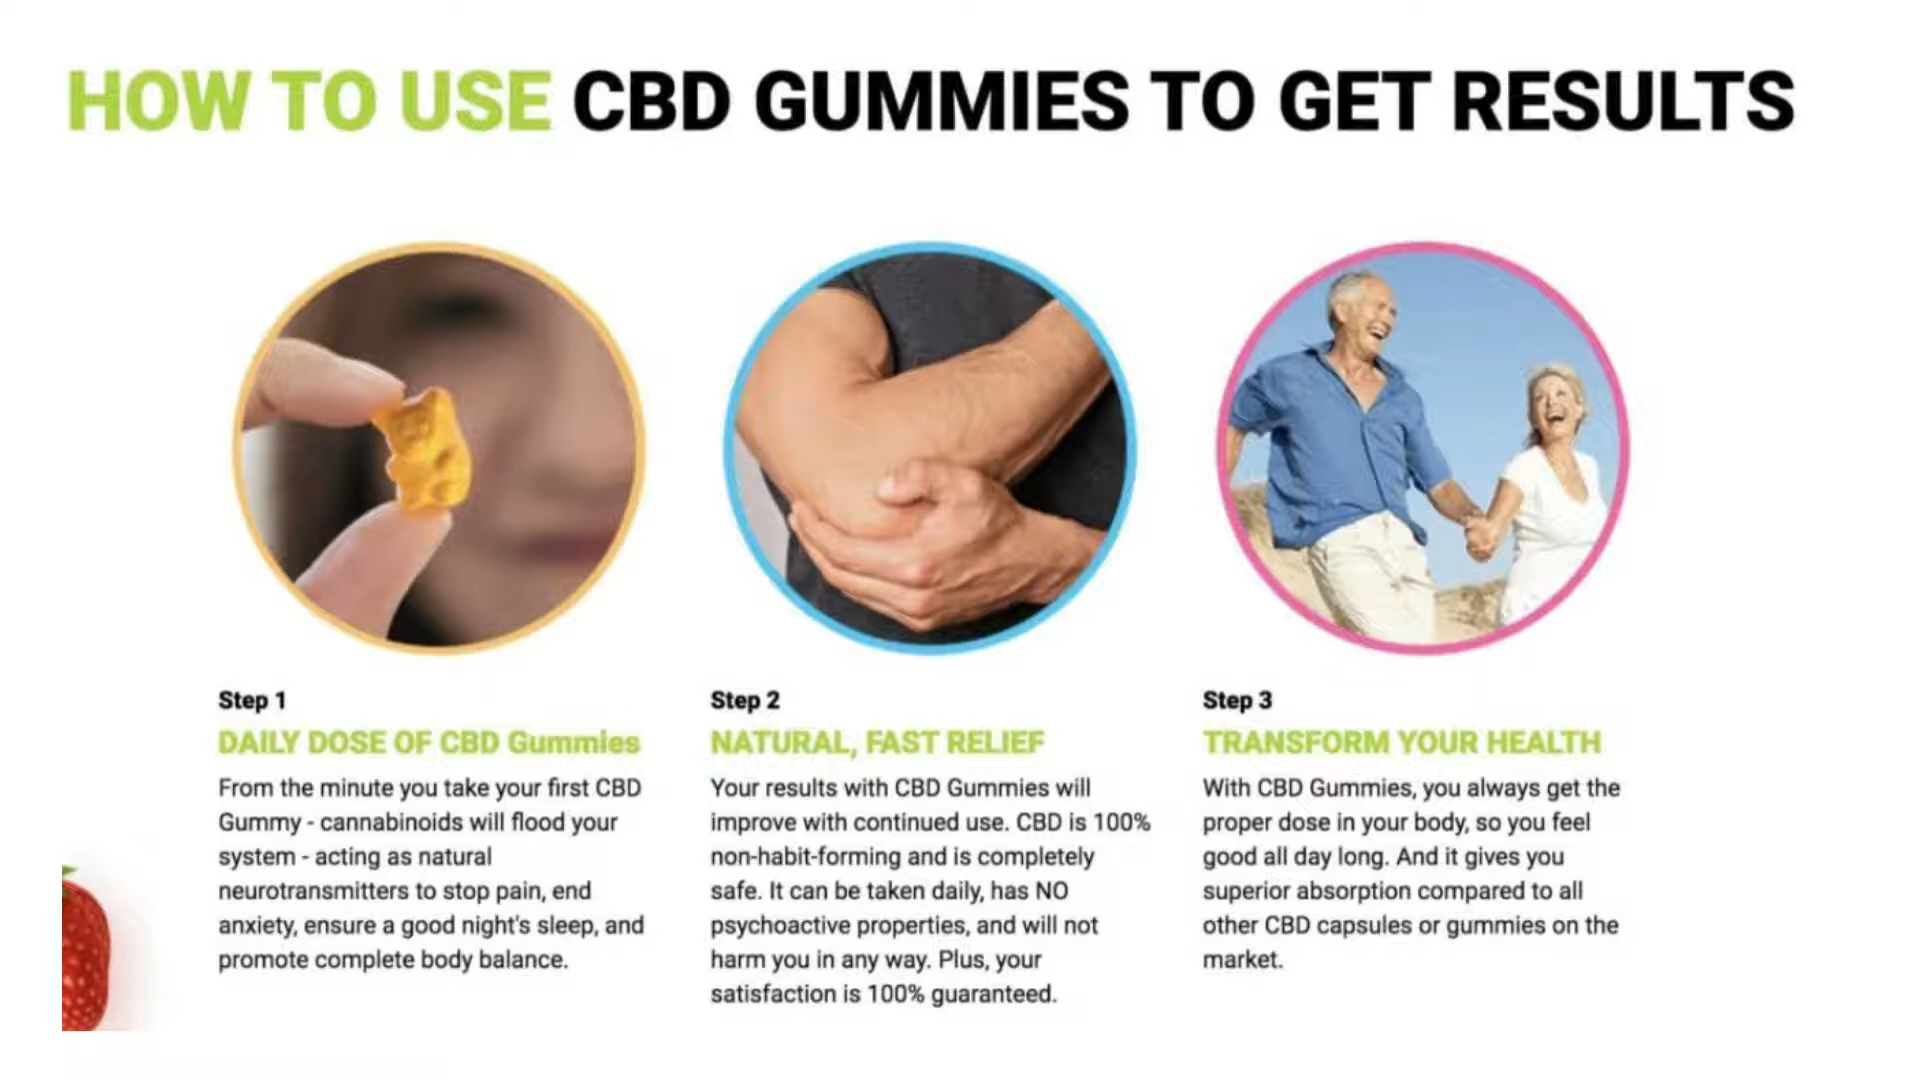 HOW TO USE CBD GUMMIES TO GET RESULTS
Step 1
DAILY DOSE OF CBD Gummies
From the minute you take your first CBD
Gummy - cannabinoids will flood your
system - acting as natural
neurotransmitters to stop pain, end
anxiety, ensure a good night's sleep, and
promote complete body balance.
Step 2
NATURAL, FAST RELIEF
Your results with CBD Gummies will
improve with continued use. CBD is 100%
non-habit-forming and is completely
safe. It can be taken daily, has NO
psychoactive properties, and will not
harm you in any way. Plus, your
satisfaction is 100% guaranteed.
Step 3
TRANSFORM YOUR HEALTH
With CBD Gummies, you always get the
proper dose in your body, so you feel
good all day long. And it gives you
superior absorption compared to all
other CBD capsules or gummies on the
market.